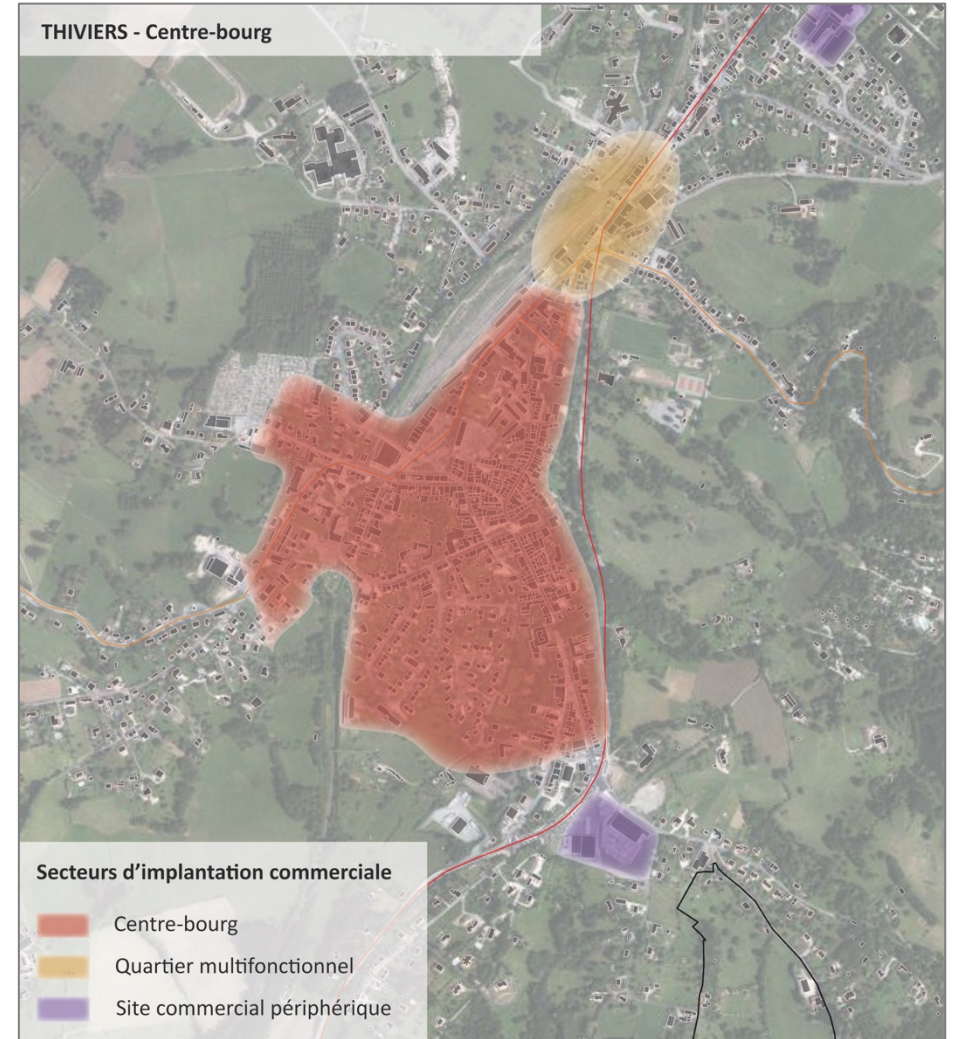 THIVIERS - Centre-bourg
Secteurs d'implantation commerciale
Centre-bourg
Quartier multifonctionnel
Site commercial périphérique